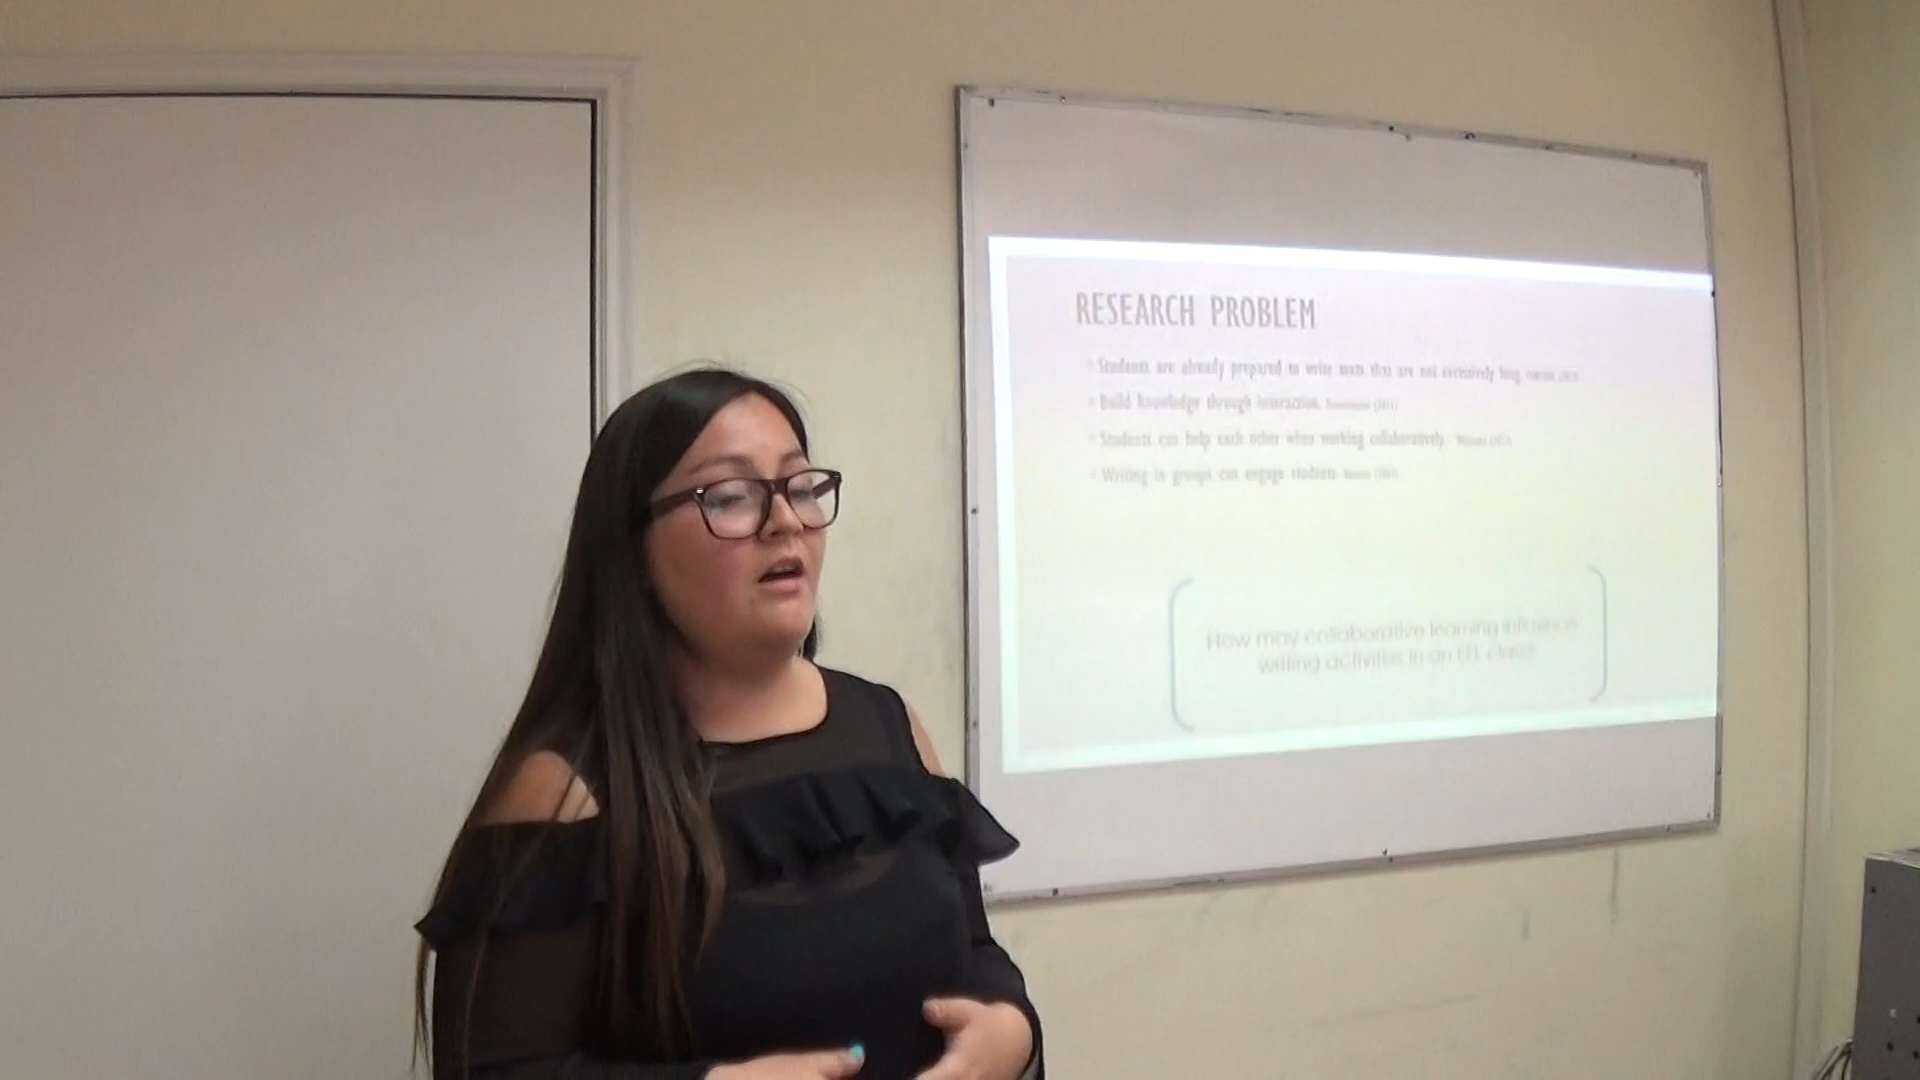 RESEARCH PROBLEM
Students are already prepared to write texts that are not excessively long
Build knowledge through interaction.
Students can help each other when working collaboratively.
Writing in groups can engage students
How may collaborative learning influence
writing activities in an EFL class?